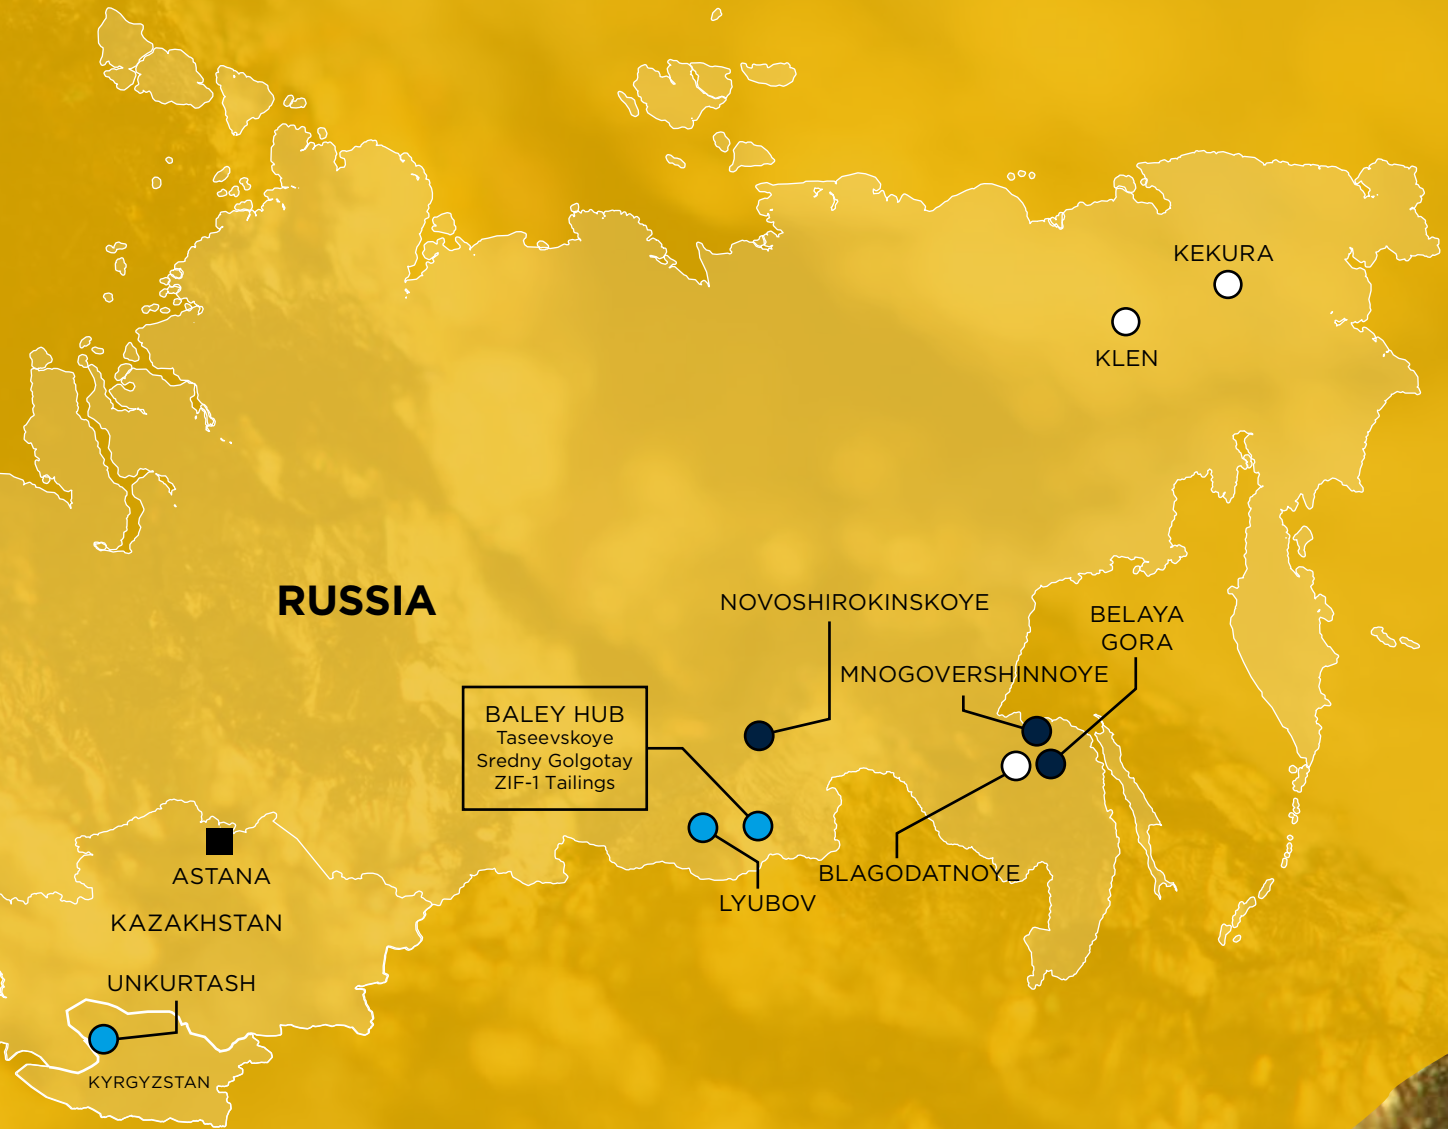 KEKURA
KLEN
RUSSIA
NOVOSHIROKINSKOYE
BELAYA
GORA
MNOGOVERSHINNOYE
BALEY HUB
Taseevskoye
Sredny Golgotay
ZIF-1 Tailings
ASTANA
BLAGODATNOYE
LYUBOV
KAZAKHSTAN
UNKURTASH
KYRGYZSTAN